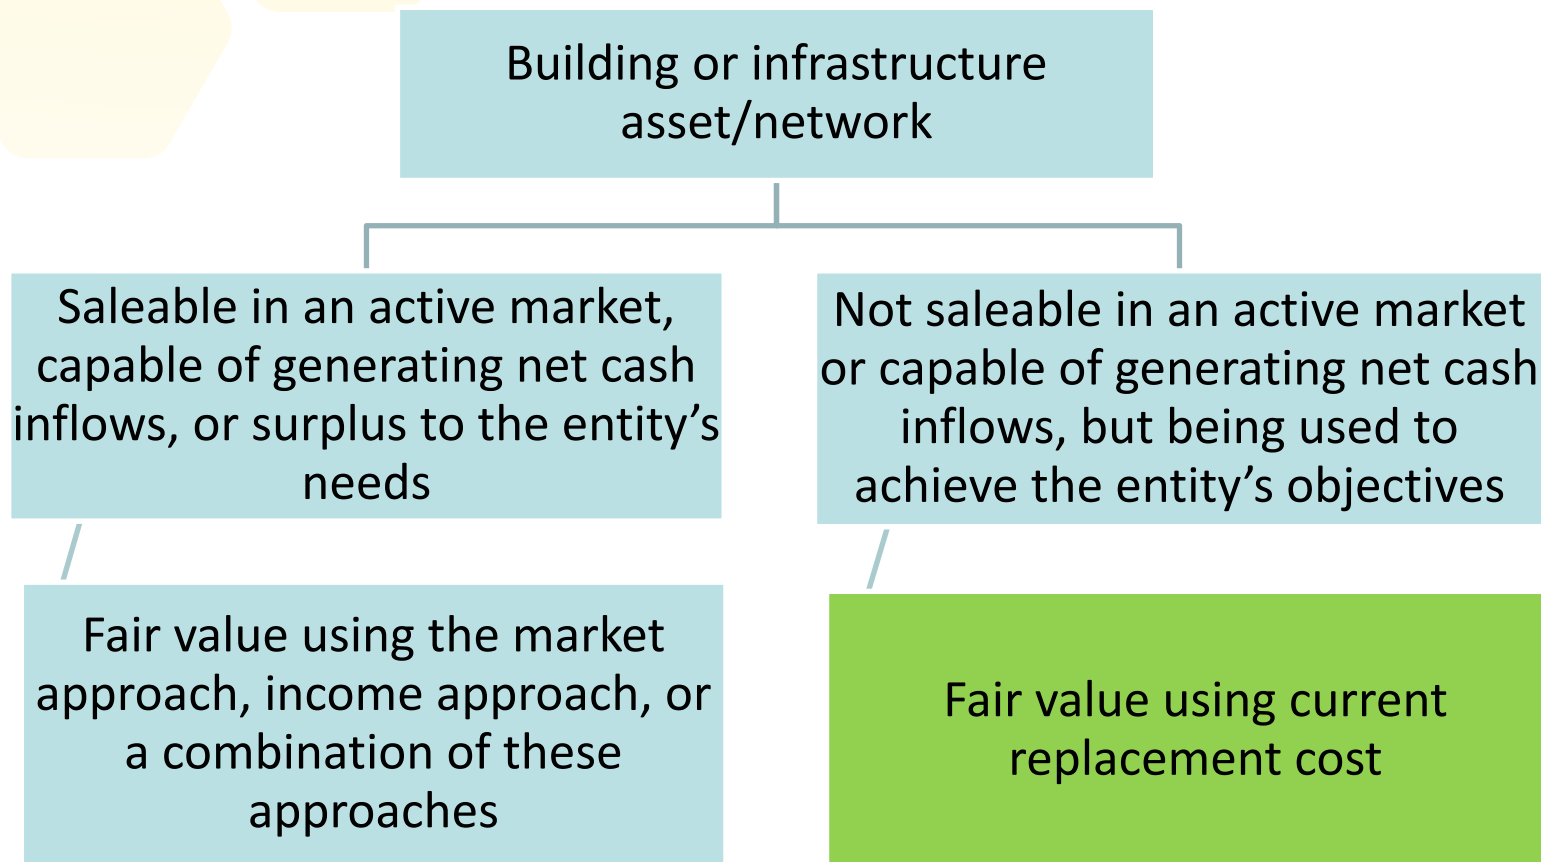 Building or infrastructure
asset/network
Saleable in an active market,
capable of generating net cash
inflows, or surplus to the entity’s
needs
Not saleable in an active market
or capable of generating net cash
inflows, but being used to
achieve the entity’s objectives
Fair value using the market
approach, income approach, or
a combination of these
approaches
Fair value using current
replacement cost